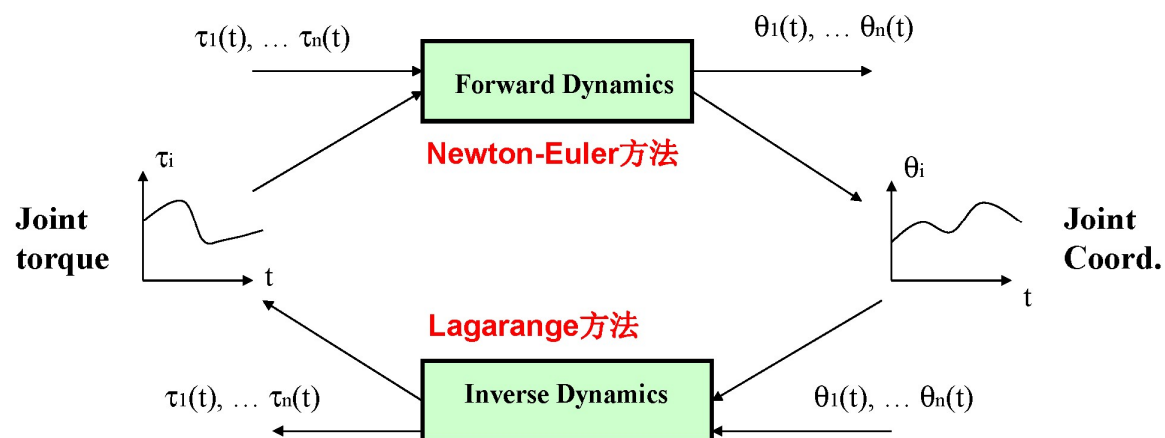 τ1(t), … τn(t)
θ1(t), … θn(t)
Forward Dynamics
Newton-Euler方法
τi
θi
Joint
torque
t
Joint
Coord.
t
Lagarange方法
Inverse Dynamics
τ1(t), … τn(t)
θ1(t), … θn(t)